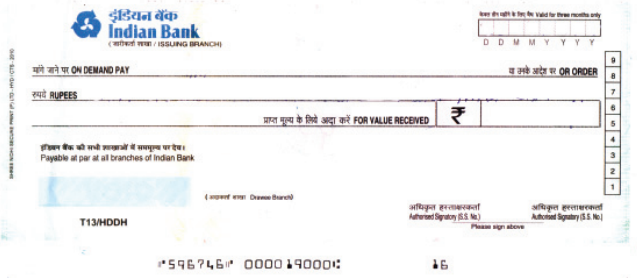 इंडियन बैंक
Indian Bank
( जारीकर्ता शाखा / ISSUING BRANCH)
केवल तीन महीने के लिए वैध Valid for three months only
D D M M Y Y Y Y
मांगे जाने पर ON DEMAND PAY
या उनके आदेश पर OR ORDER
रुपये RUPEES
प्राप्त मूल्य के लिये अदा करें FOR VALUE RECEIVED ₹
9
8
7
6
5
4
3
2
1
इंडियन बैंक की सभी शाखाओं में सममूल्य पर देय।
Payable at par at all branches of Indian Bank
( अदाकर्ता शाखा Drawee Branch)
T13/HDDH
अधिकृत हस्ताक्षरकर्ता अधिकृत हस्ताक्षरकर्ता
Authorised Signatory (S.S. No.) Authorised Signatory (S.S. No.)
Please sign above
⑈596746⑈ 000019000⑆ 16